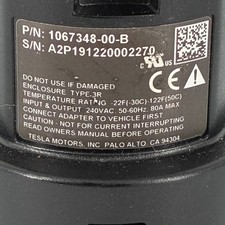 P/N: 1067348-00-B
S/N: A2P191220002270
DO NOT USE IF DAMAGED
ENCLOSURE TYPE-3R
TEMPERATURE RATING -22F(-30C)-122F(50C)
INPUT & OUTPUT 240VAC 50-60Hz, 80A MAX
CONNECT ADAPTER TO VEHICLE FIRST
CAUTION - NOT FOR CURRENT INTERRUPTING
READ OWNERS MANUAL BEFORE OPERATING
TESLA MOTORS, INC PALO ALTO, CA 94304